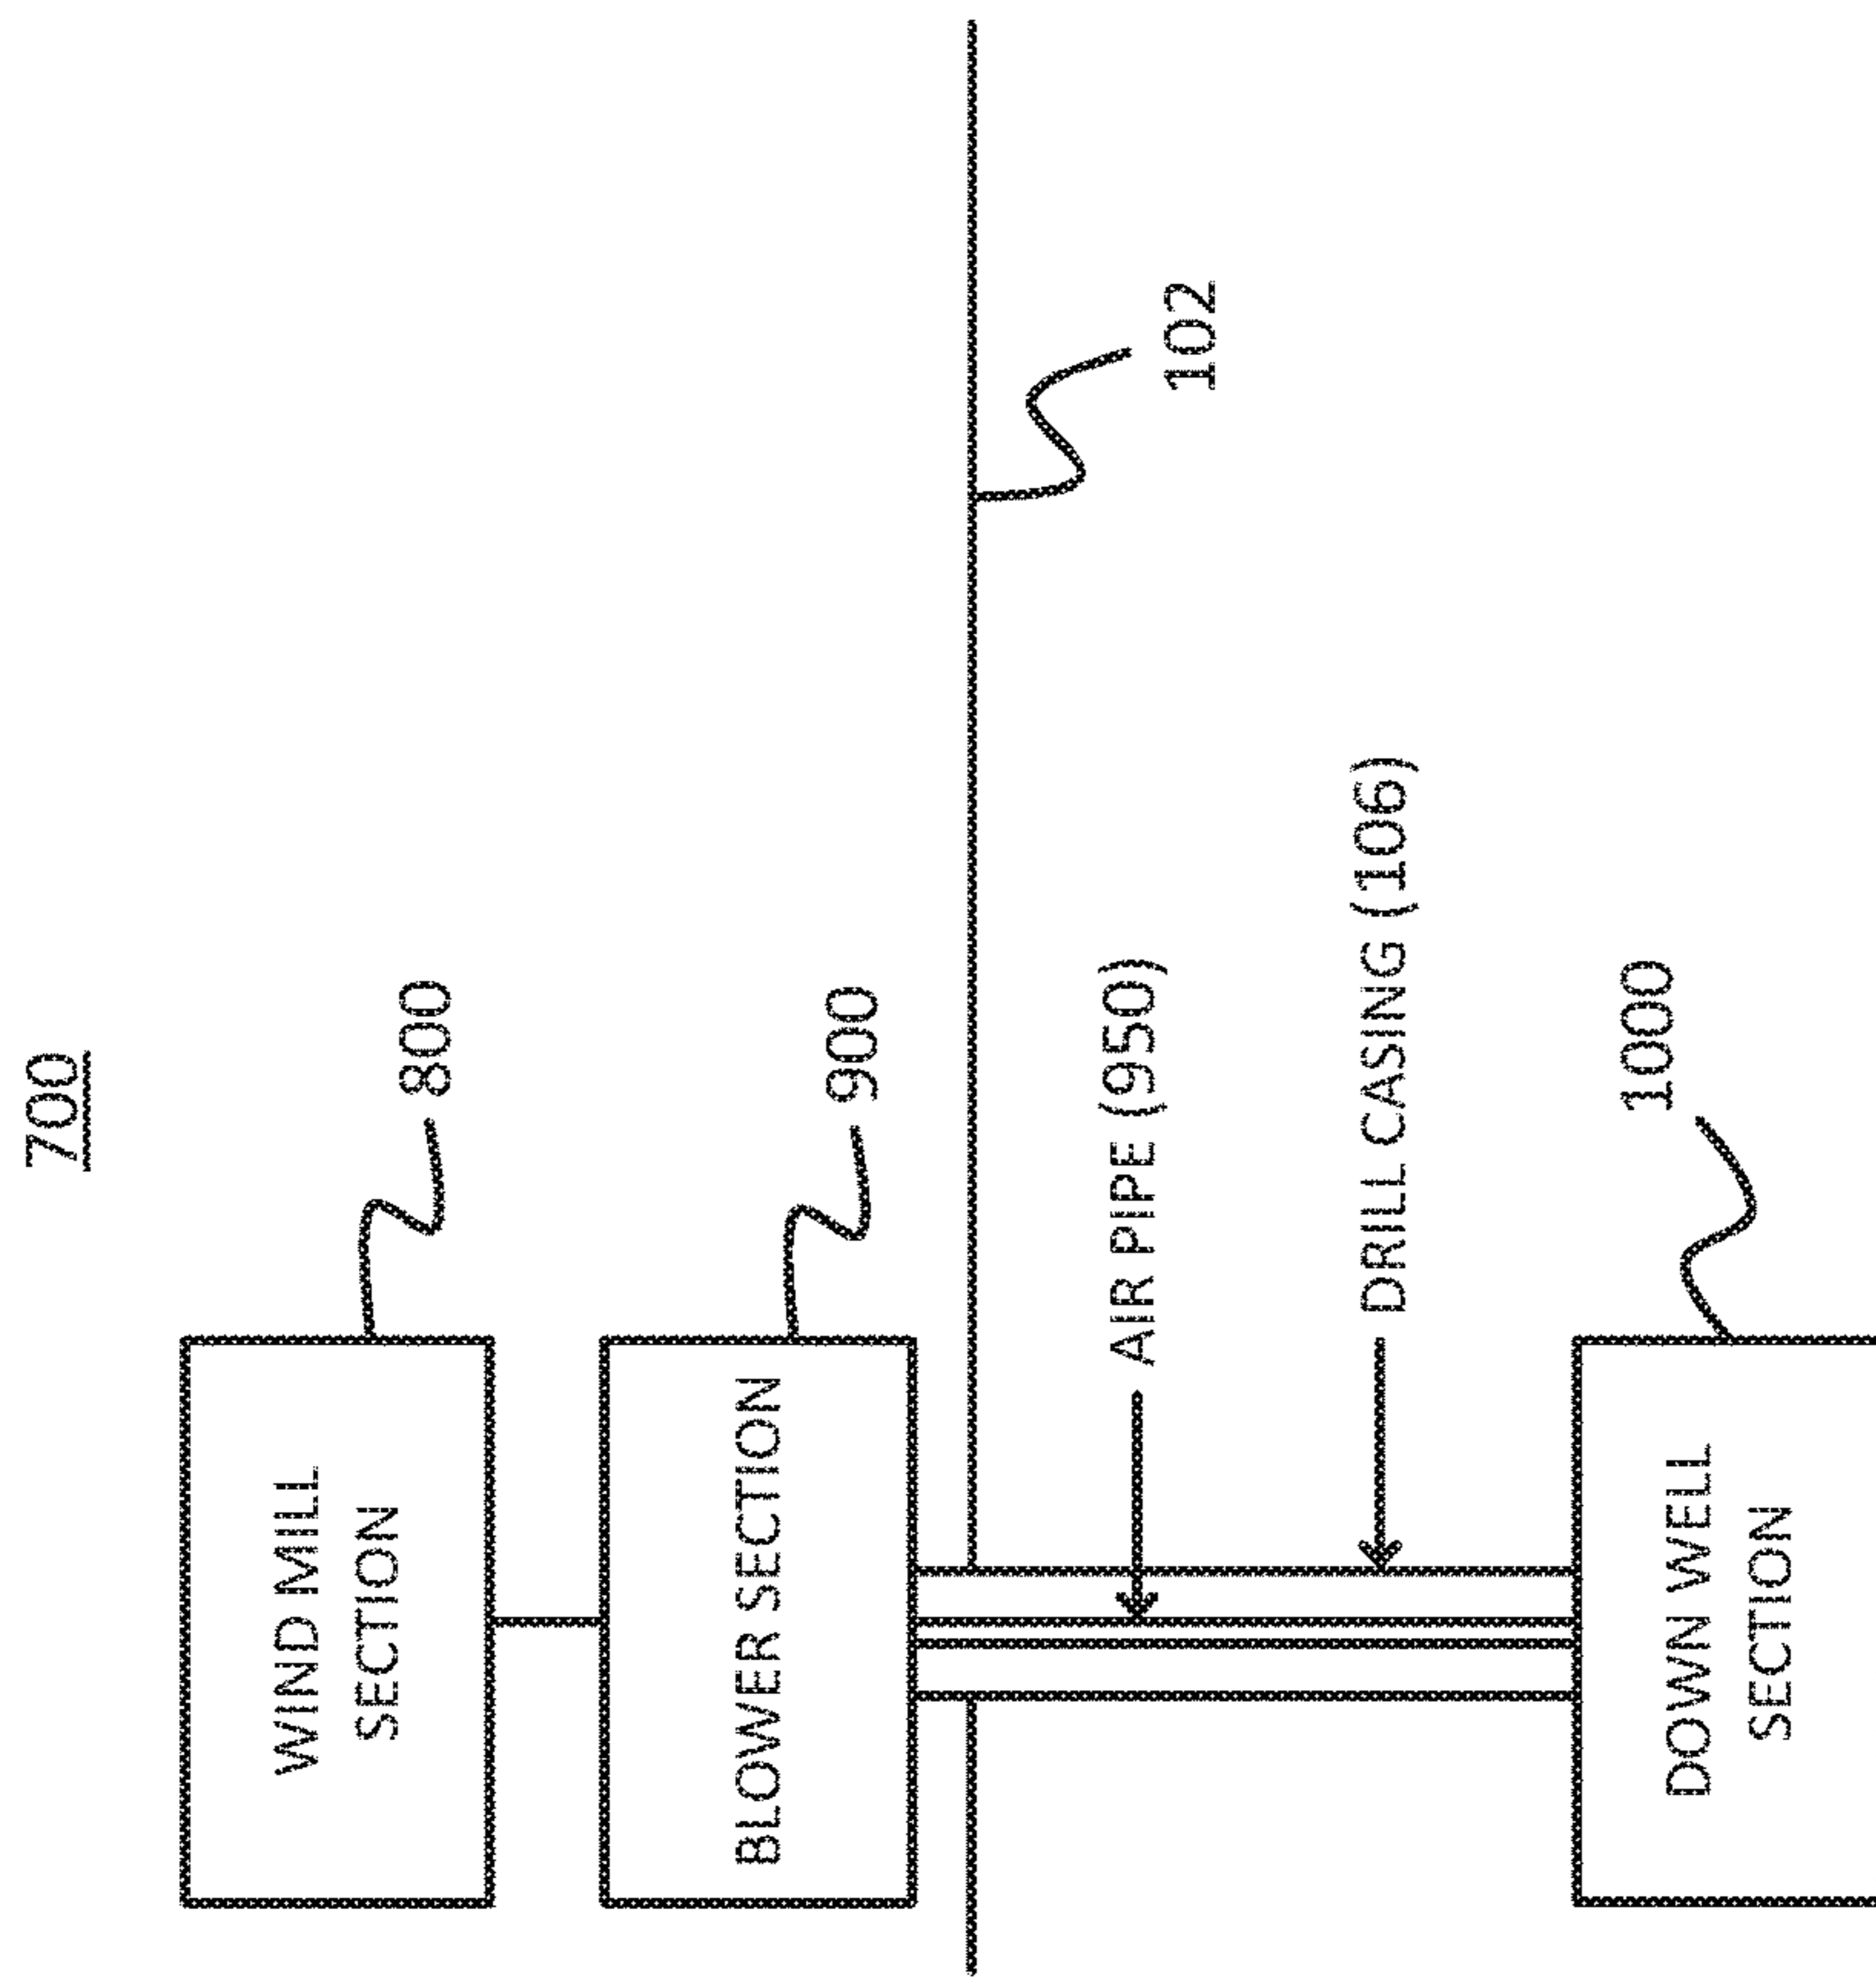 700
WIND MILL
SECTION
800
BLOWER SECTION
900
AIR PIPE (950)
102
DRILL CASING (106)
1000
DOWN WELL
SECTION